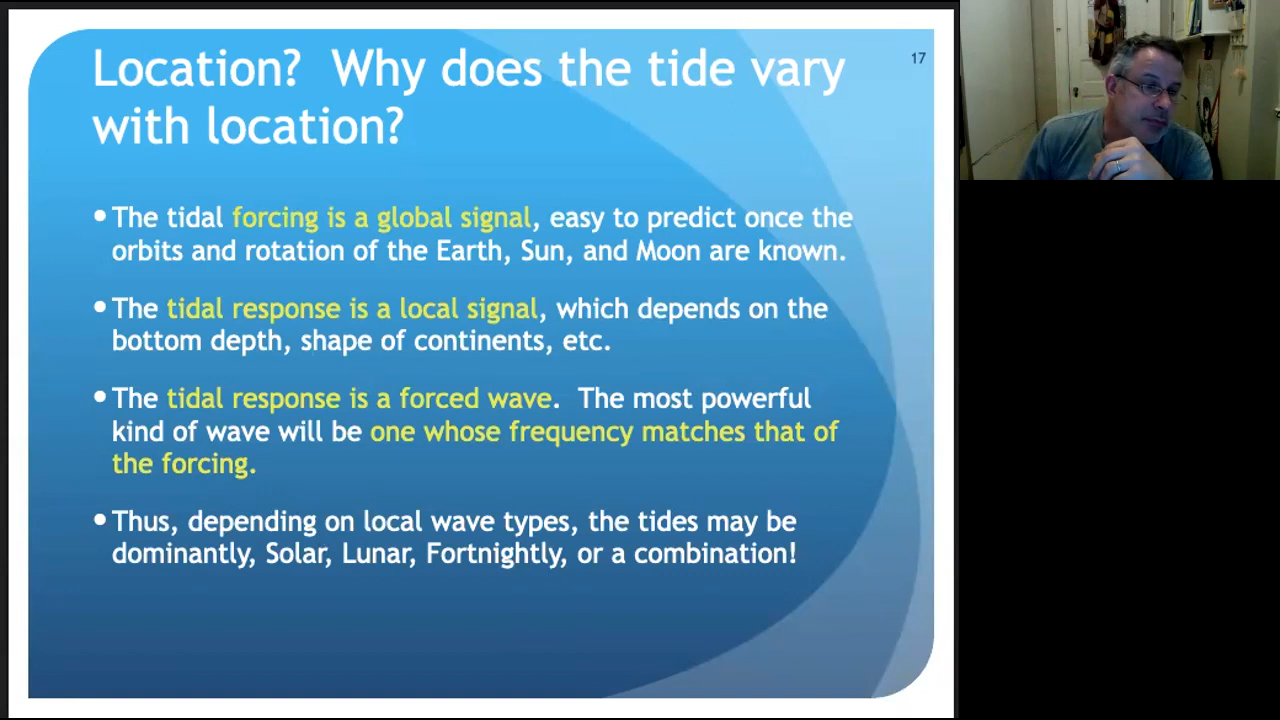 Location? Why does the tide vary
with location?
17
•The tidal forcing is a global signal, easy to predict once the
orbits and rotation of the Earth, Sun, and Moon are known.
•The tidal response is a local signal, which depends on the
bottom depth, shape of continents, etc.
•The tidal response is a forced wave. The most powerful
kind of wave will be one whose frequency matches that of
the forcing.
•Thus, depending on local wave types, the tides may be
dominantly, Solar, Lunar, Fortnightly, or a combination!